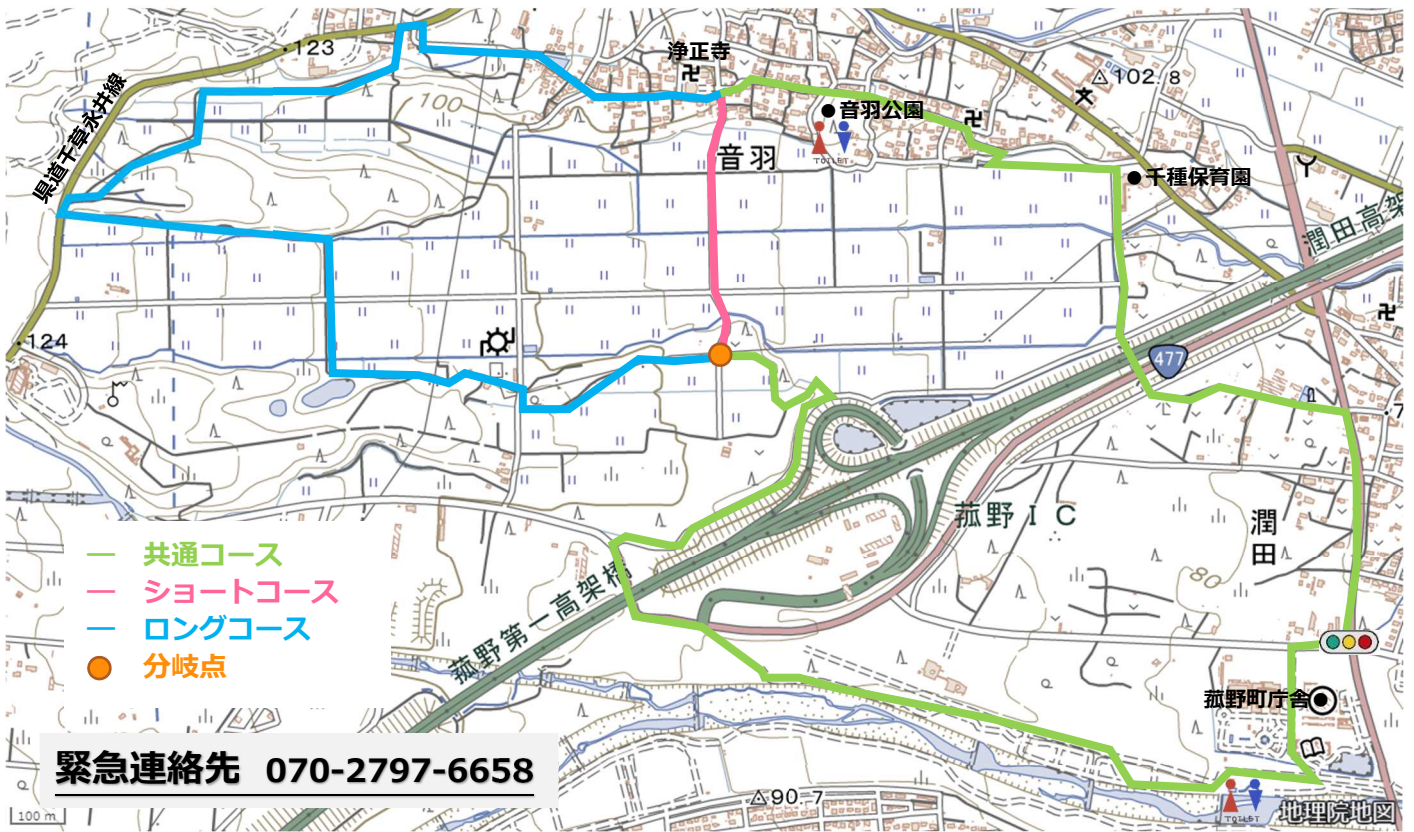 浄正寺
・123
△102.8
県道千草永井線
100
音羽公園
TOILET
音羽
千種保育園
潤田高架
・124
477
・7
菰野ＩＣ
共通コース
ショートコース
ロングコース
分岐点
潤田
80
菰野第一高架橋
菰野町庁舎
緊急連絡先 070-2797-6658
△90.7
TOILET
100 m
地理院地図